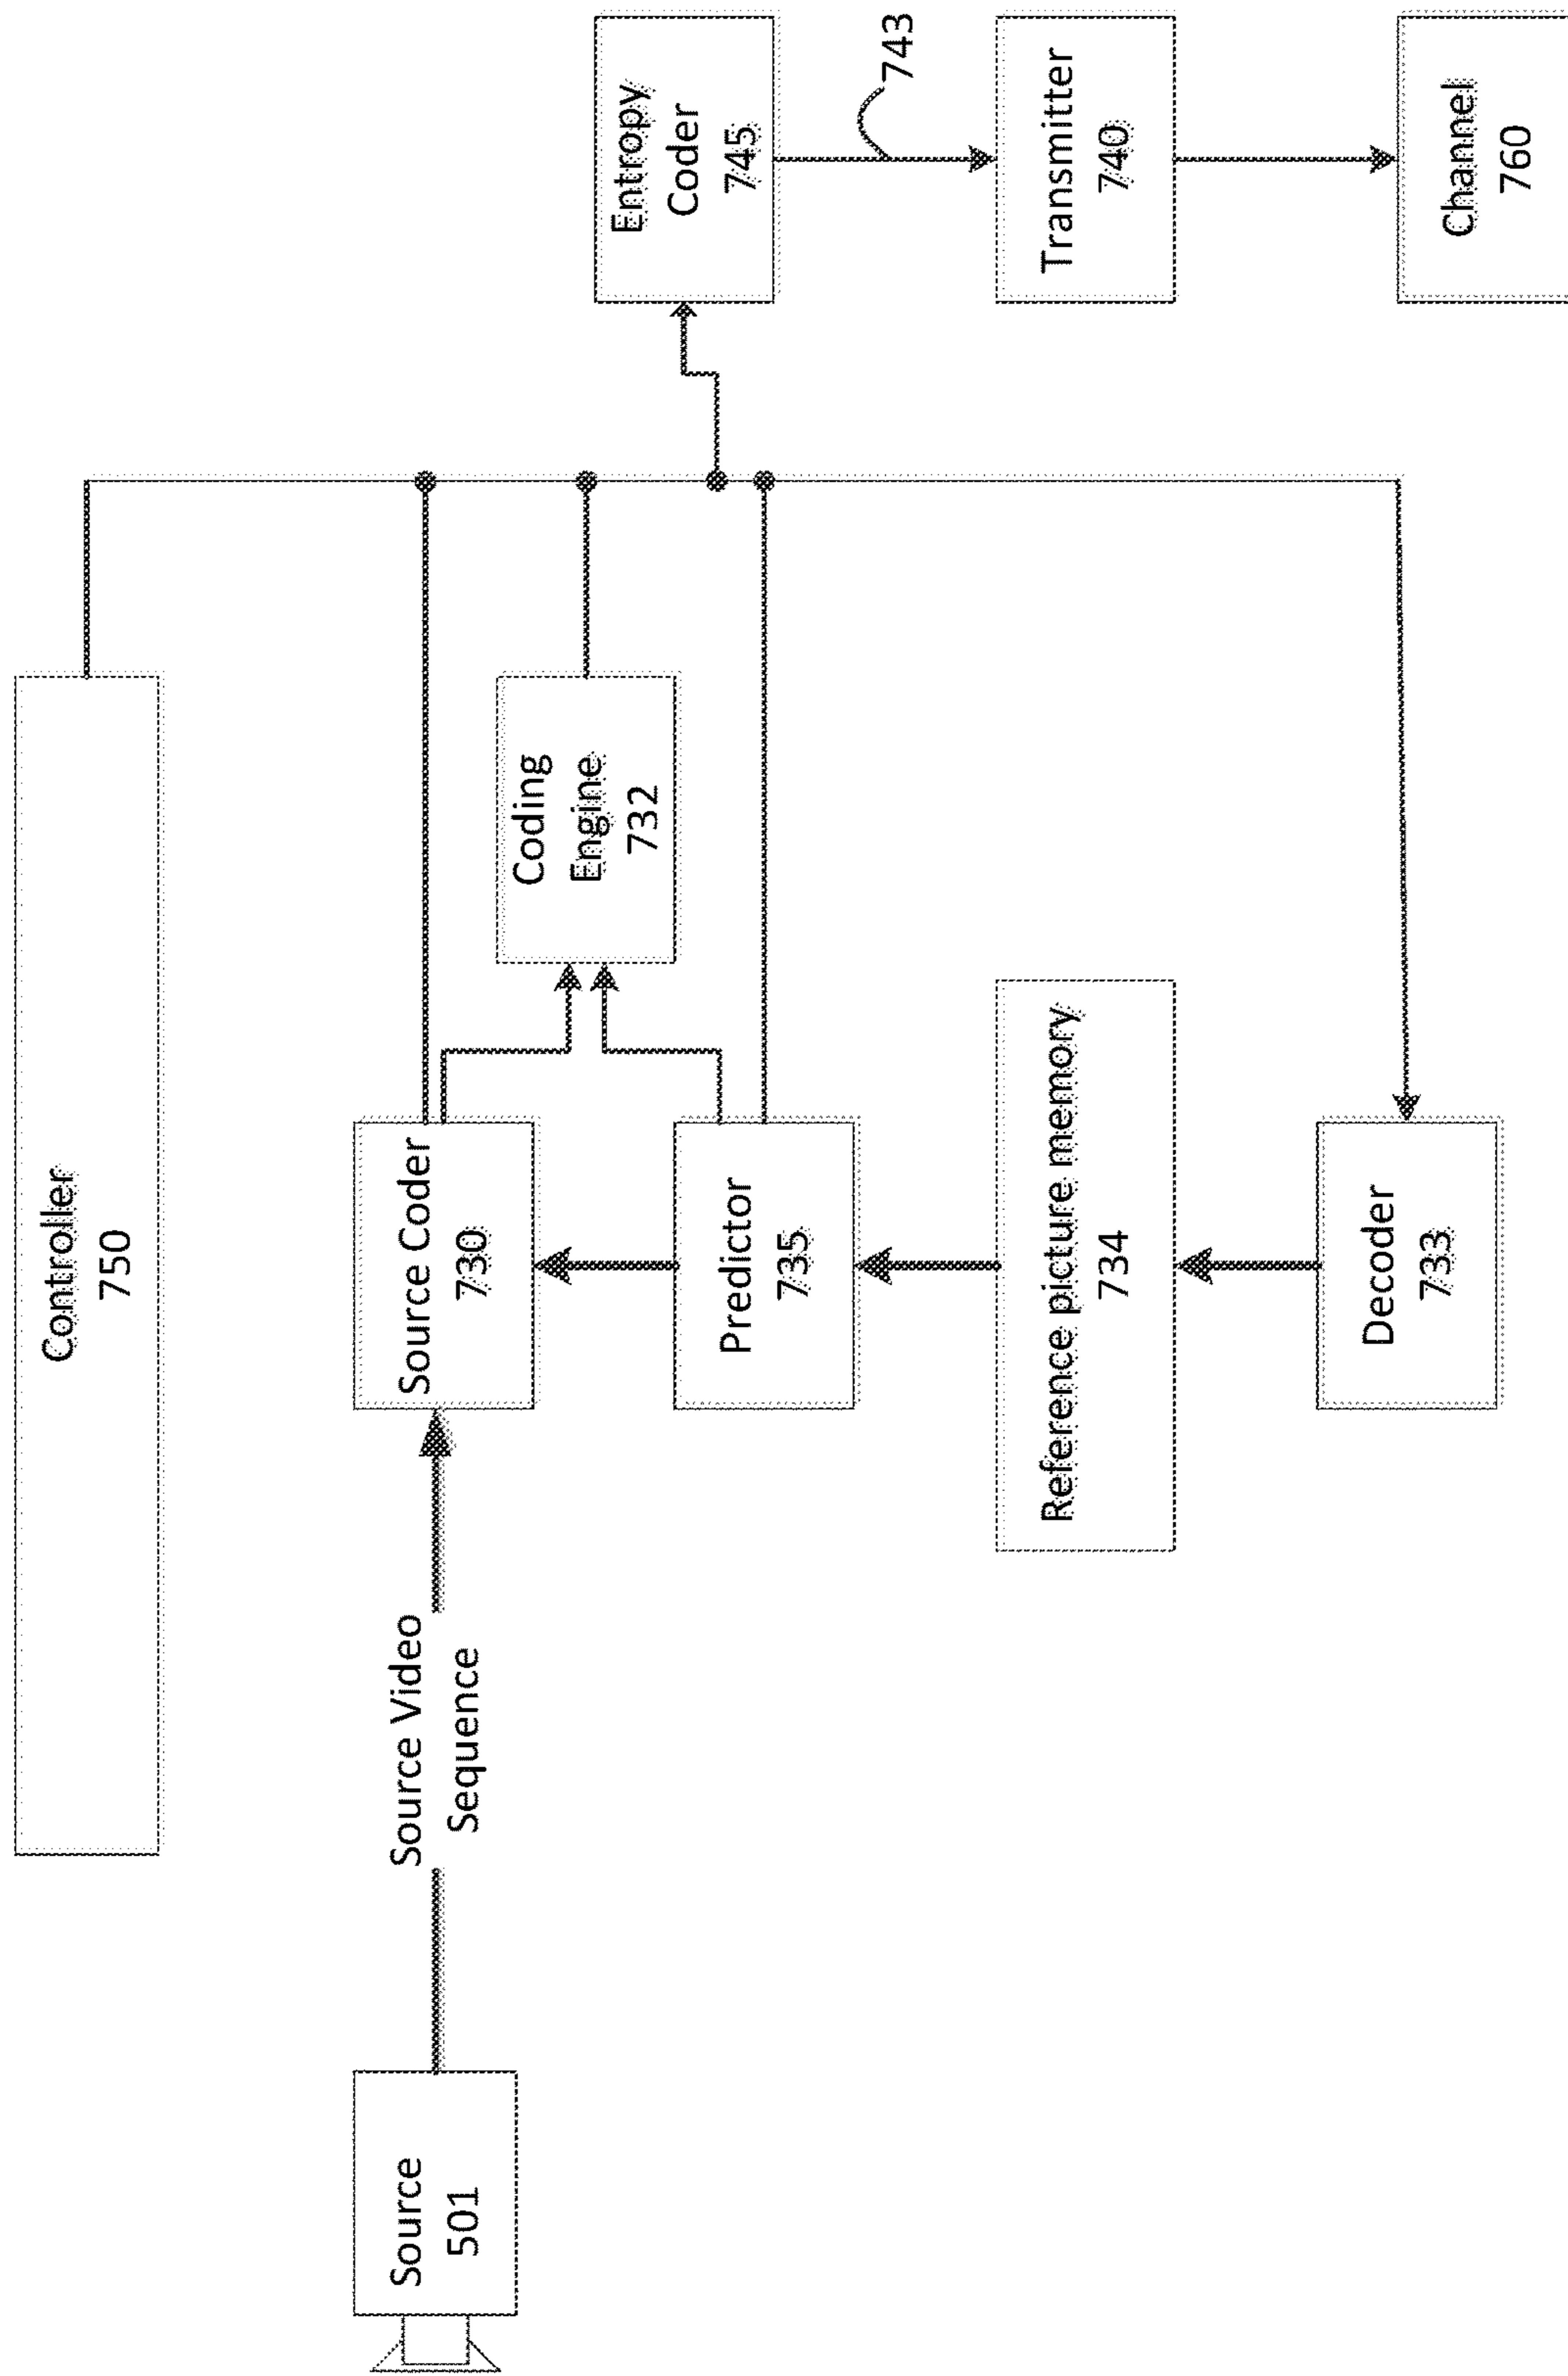 Controller
750
Source
501
Source Video
Sequence
Source Coder
730
Coding
Engine
732
Predictor
735
Reference picture memory
734
Decoder
733
Entropy
Coder
745
743
Transmitter
740
Channel
760